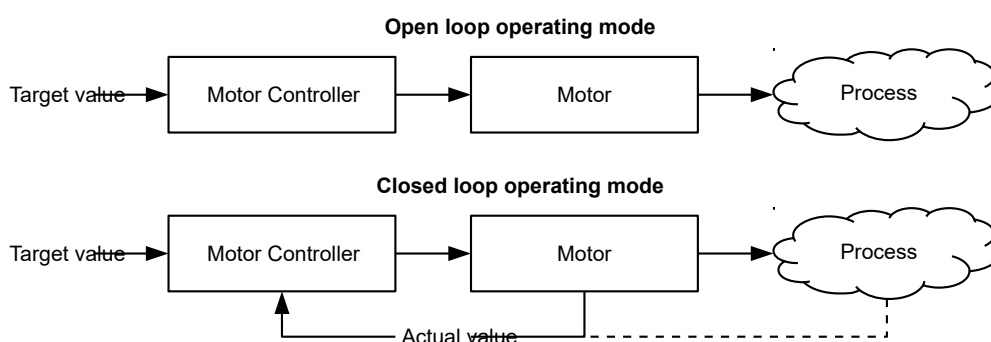 Open loop operating mode
Target value Motor Controller Motor Process
Closed loop operating mode
Target value Motor Controller Motor Process
Actual value